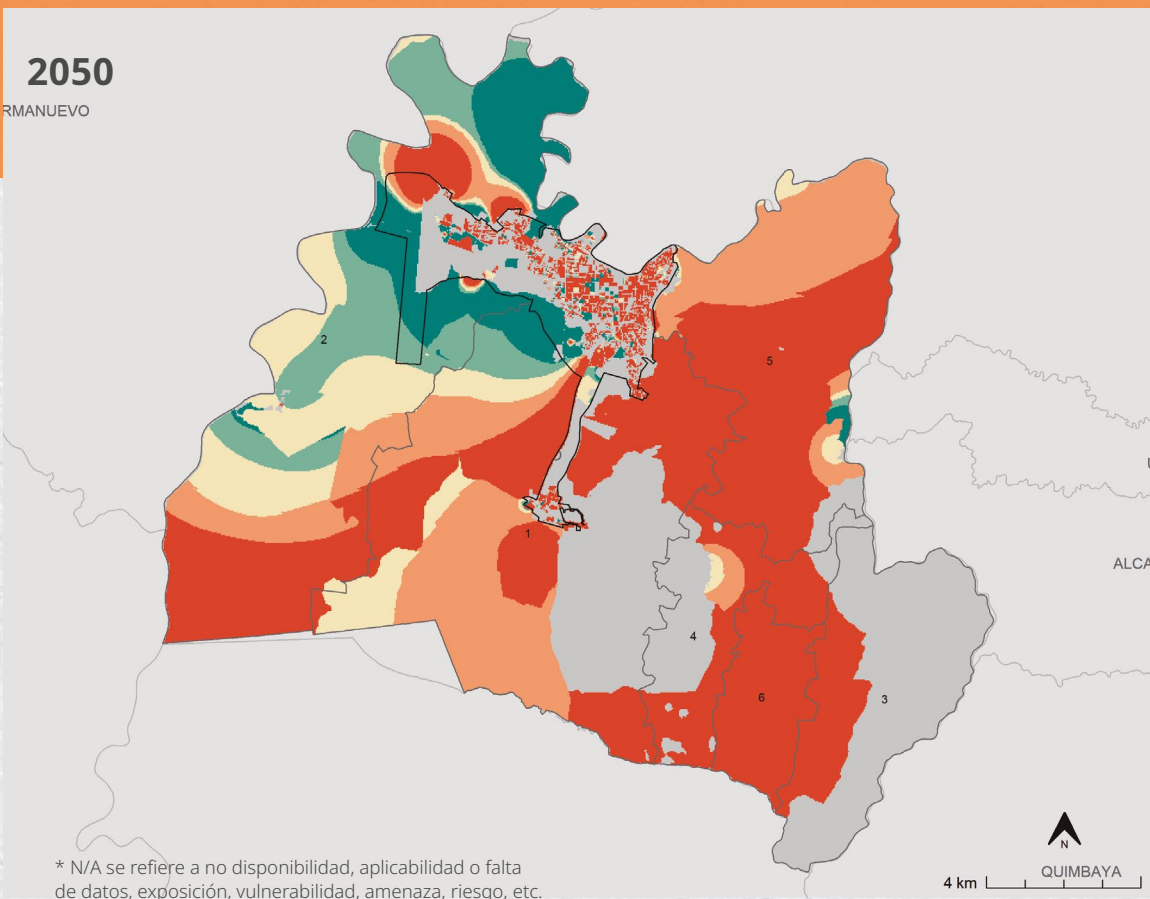 2050
RMANUEVO
2
5
1
4
6
3
ALCA
* N/A se refiere a no disponibilidad, aplicabilidad o falta
de datos, exposición, vulnerabilidad, amenaza, riesgo, etc.
N
QUIMBAYA
4 km